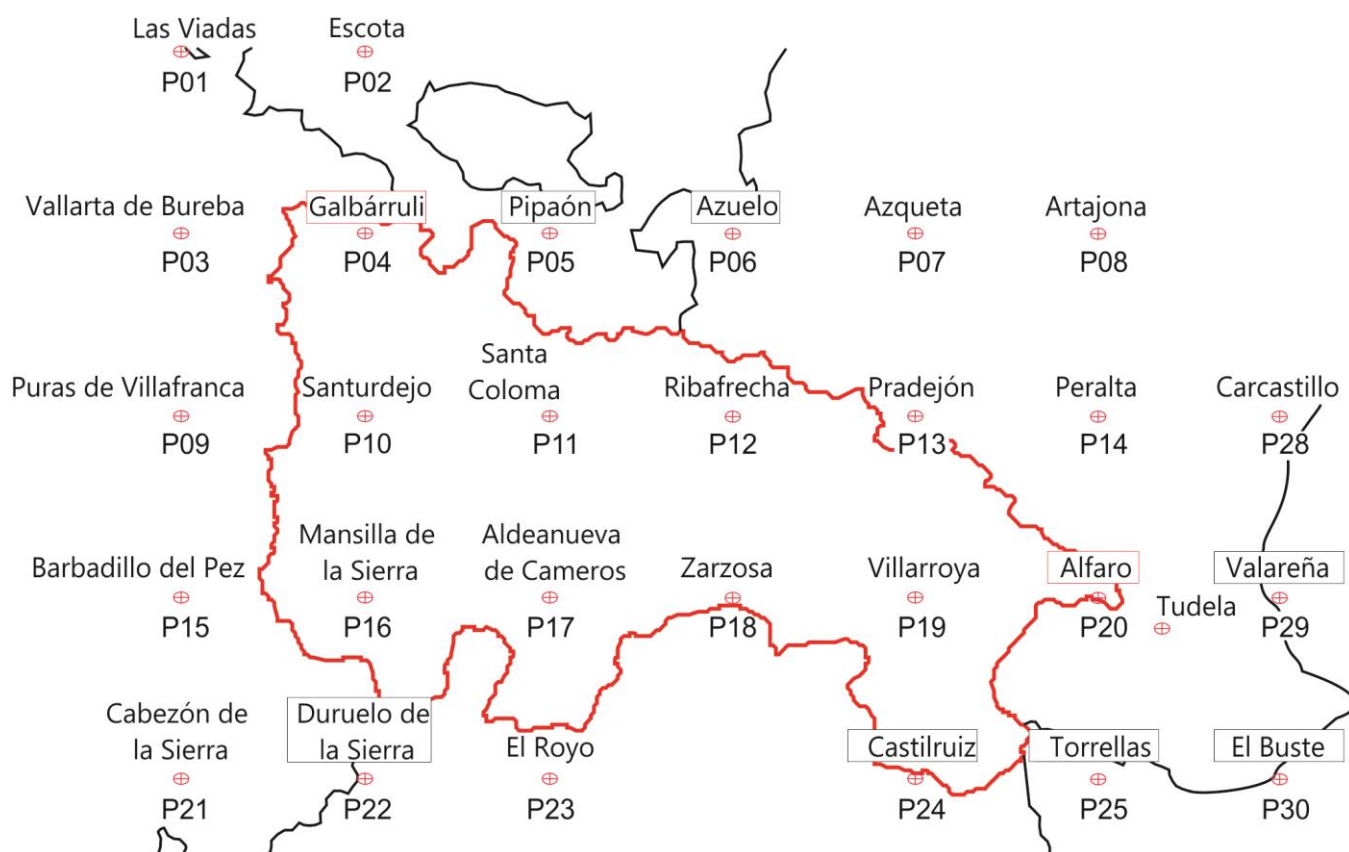 Las Viadas
Escota
P01
P02
Vallarta de Bureba
Galbárruli
Pipaón
Azuelo
Azqueta
Artajona
P03
P04
P05
P06
P07
P08
Puras de Villafranca
Santurdejo
Santa
Coloma
Ribafrecha
Pradejón
Peralta
Carcastillo
P09
P10
P11
P12
P13
P14
P28
Barbadillo del Pez
Mansilla de
la Sierra
Aldeanueva
de Cameros
Zarzosa
Villarroya
Alfaro
Valareña
P15
P16
P17
P18
P19
P20
Tudela
P29
Cabezón de
la Sierra
Duruelo de
la Sierra
El Royo
Castilruiz
Torrellas
El Buste
P21
P22
P23
P24
P25
P30